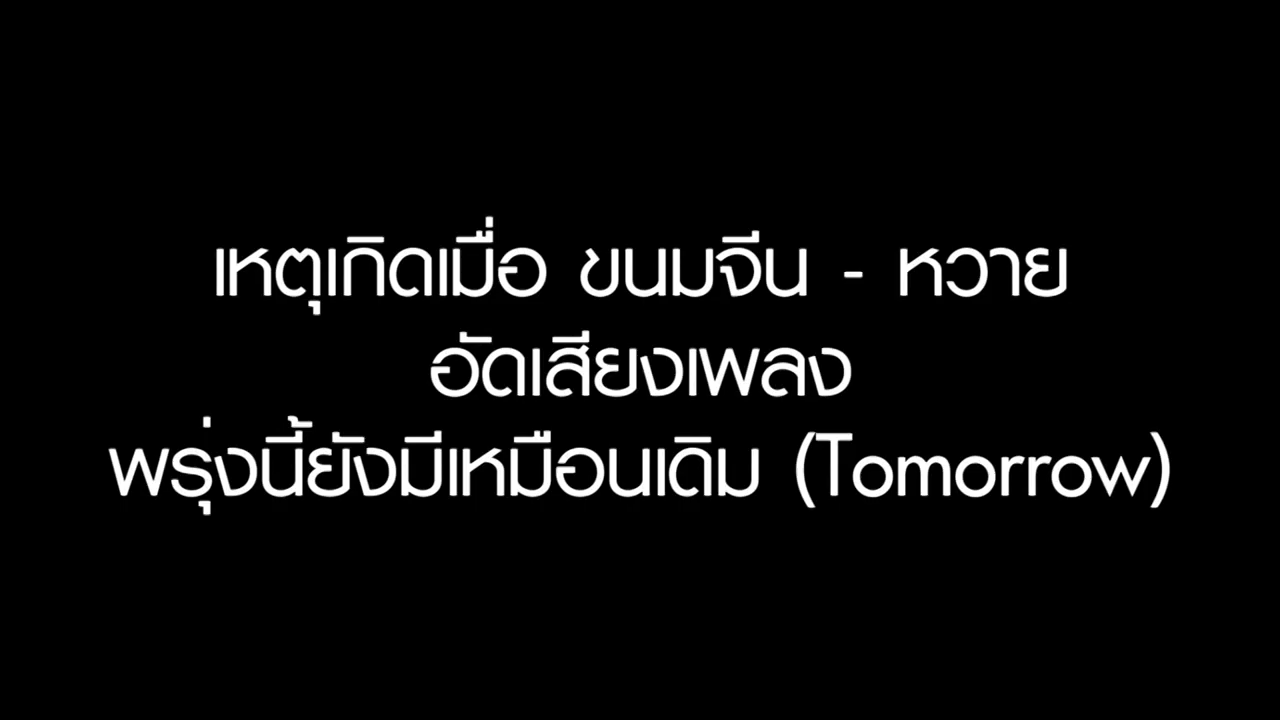 เหตุเกิดเมื่อ ขนมจีน - หวาย
อัดเสียงเพลง
พรุ่งนี้ยังมีเหมือนเดิม (Tomorrow)